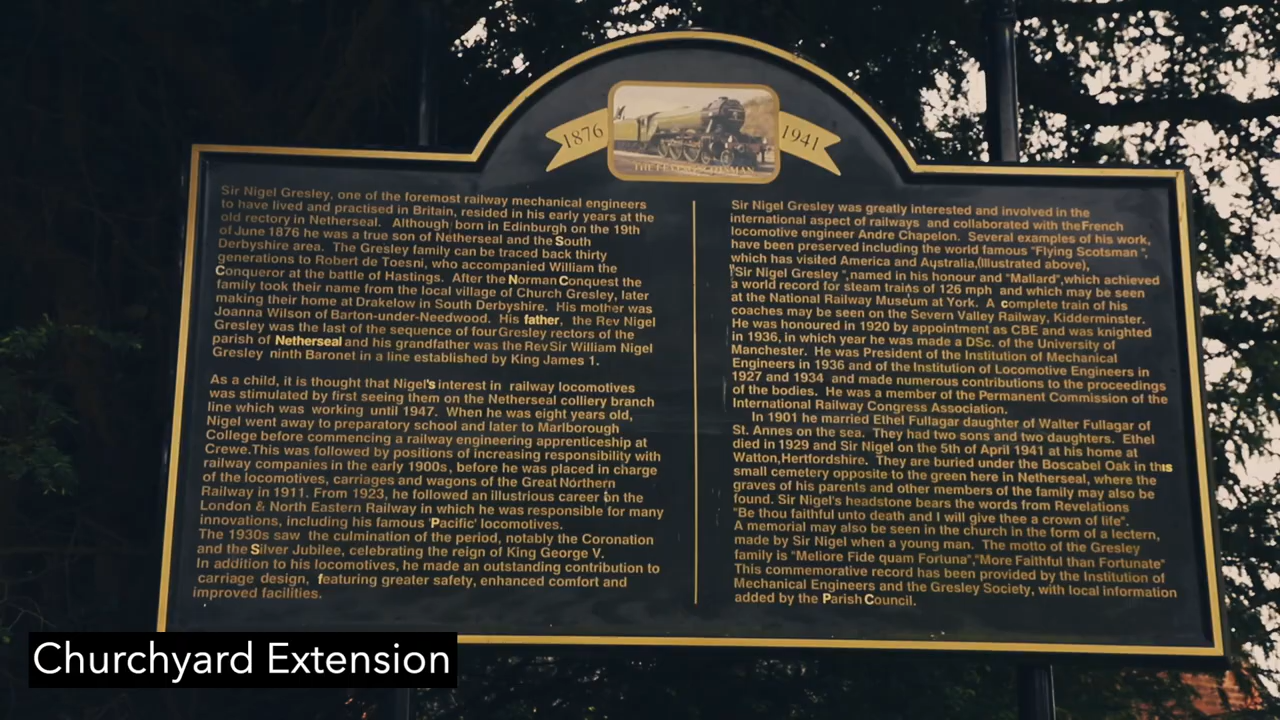 1876
1941
THE FLYING SCOTSMAN
Sir Nigel Gresley, one of the foremost railway mechanical engineers
to have lived and practised in Britain, resided in his early years at the
old rectory in Netherseal. Although born in Edinburgh on the 19th
of June 1876 he was a true son of Netherseal and the South
Derbyshire area. The Gresley family can be traced back thirty
generations to Robert de Toesni, who accompanied William the
Conqueror at the battle of Hastings. After the Norman Conquest the
family took their name from the local village of Church Gresley, later
making their home at Drakelow in South Derbyshire. His mother was
Joanna Wilson of Barton-under-Needwood. His father, the Rev Nigel
Gresley was the last of the sequence of four Gresley rectors of the
parish of Netherseal and his grandfather was the Rev Sir William Nigel
Gresley ninth Baronet in a line established by King James 1.
As a child, it is thought that Nigel's interest in railway locomotives
was stimulated by first seeing them on the Netherseal colliery branch
line which was working until 1947. When he was eight years old,
Nigel went away to preparatory school and later to Marlborough
College before commencing a railway engineering apprenticeship at
Crewe.This was followed by positions of increasing responsibility with
railway companies in the early 1900s, before he was placed in charge
of the locomotives, carriages and wagons of the Great Northern
Railway in 1911. From 1923, he followed an illustrious career on the
London & North Eastern Railway in which he was responsible for many
innovations, including his famous 'Pacific' locomotives.
The 1930s saw the culmination of the period, notably the Coronation
and the Silver Jubilee, celebrating the reign of King George V.
In addition to his locomotives, he made an outstanding contribution to
carriage design, featuring greater safety, enhanced comfort and
improved facilities.
Sir Nigel Gresley was greatly interested and involved in the
international aspect of railways and collaborated with theFrench
locomotive engineer Andre Chapelon. Several examples of his work,
have been preserved including the world famous "Flying Scotsman ",
which has visited America and Australia,(illustrated above),
"Sir Nigel Gresley ",named in his honour and "Mallard",which achieved
a world record for steam trains of 126 mph and which may be seen
at the National Railway Museum at York. A complete train of his
coaches may be seen on the Severn Valley Railway, Kidderminster.
He was honoured in 1920 by appointment as CBE and was knighted
in 1936, in which year he was made a DSc. of the University of
Manchester. He was President of the Institution of Mechanical
Engineers in 1936 and of the Institution of Locomotive Engineers in
1927 and 1934 and made numerous contributions to the proceedings
of the bodies. He was a member of the Permanent Commission of the
International Railway Congress Association.
In 1901 he married Ethel Fullagar daughter of Walter Fullagar of
St. Annes on the sea. They had two sons and two daughters. Ethel
died in 1929 and Sir Nigel on the 5th of April 1941 at his home at
Watton,Hertfordshire. They are buried under the Boscabel Oak in this
small cemetery opposite to the green here in Netherseal, where the
graves of his parents and other members of the family may also be
found. Sir Nigel's headstone bears the words from Revelations
"Be thou faithful unto death and I will give thee a crown of life".
A memorial may also be seen in the church in the form of a lectern,
made by Sir Nigel when a young man. The motto of the Gresley
family is "Meliore Fide quam Fortuna","More Faithful than Fortunate"
This commemorative record has been provided by the Institution of
Mechanical Engineers and the Gresley Society, with local information
added by the Parish Council.
Churchyard Extension